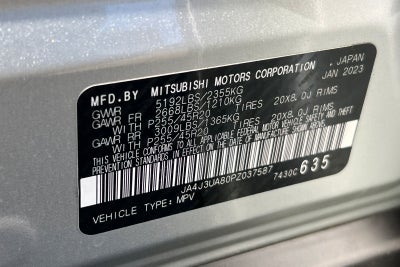 MFD.BY MITSUBISHI MOTORS CORPORATION , JAPAN
GVWR 5192LBS/2355KG JAN 2023
GAWR FR 2668LBS/1210KG
WITH P255/45R20 TIRES 20X8.0J RIMS
GAWR RR 3009LBS/1365KG
WITH P255/45R20 TIRES 20X8.0J RIMS
THIS VEHICLE CONFORMS TO ALL APPLICABLE FEDERAL MOTOR VEHICLE SAFETY AND THEFT
PREVENTION STANDARDS IN EFFECT ON THE DATE OF MANUFACTURE SHOWN ABOVE.
JA4J3UA80PZ037587 7430C 635
VEHICLE TYPE: MPV